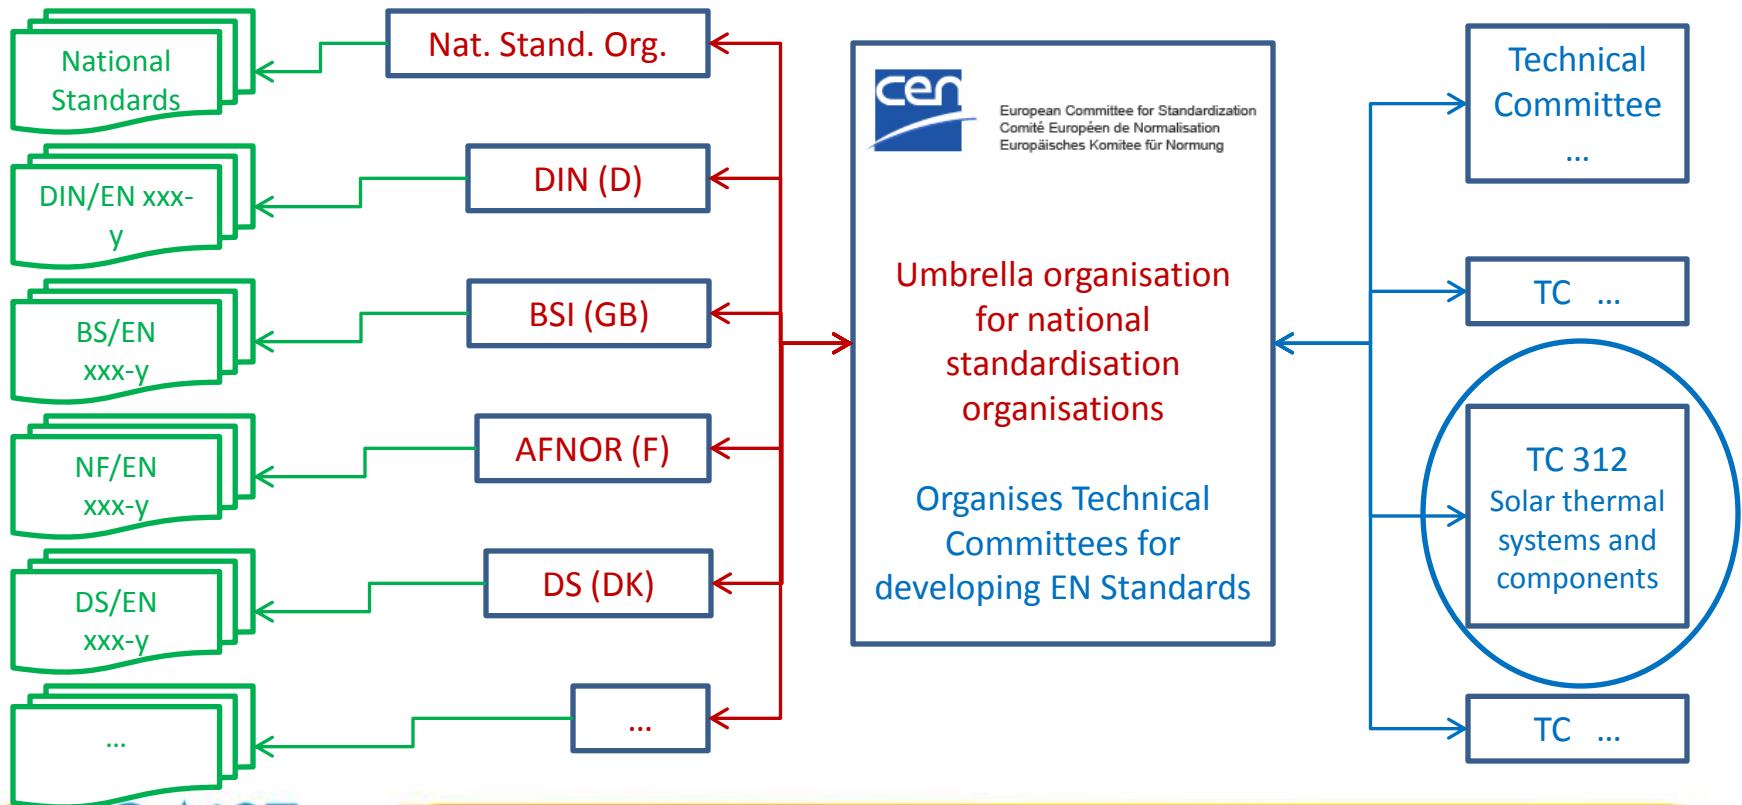 National
Standards
Nat. Stand. Org.
DIN/EN xxx-
y
DIN (D)
BS/EN
xxx-y
BSI (GB)
NF/EN
xxx-y
AFNOR (F)
DS/EN
xxx-y
DS (DK)
...
...
cen
European Committee for Standardization
Comité Européen de Normalisation
Europäisches Komitee für Normung
Umbrella organisation
for national
standardisation
organisations
Organises Technical
Committees for
developing EN Standards
Technical
Committee
...
TC ...
TC 312
Solar thermal
systems and
components
TC ...